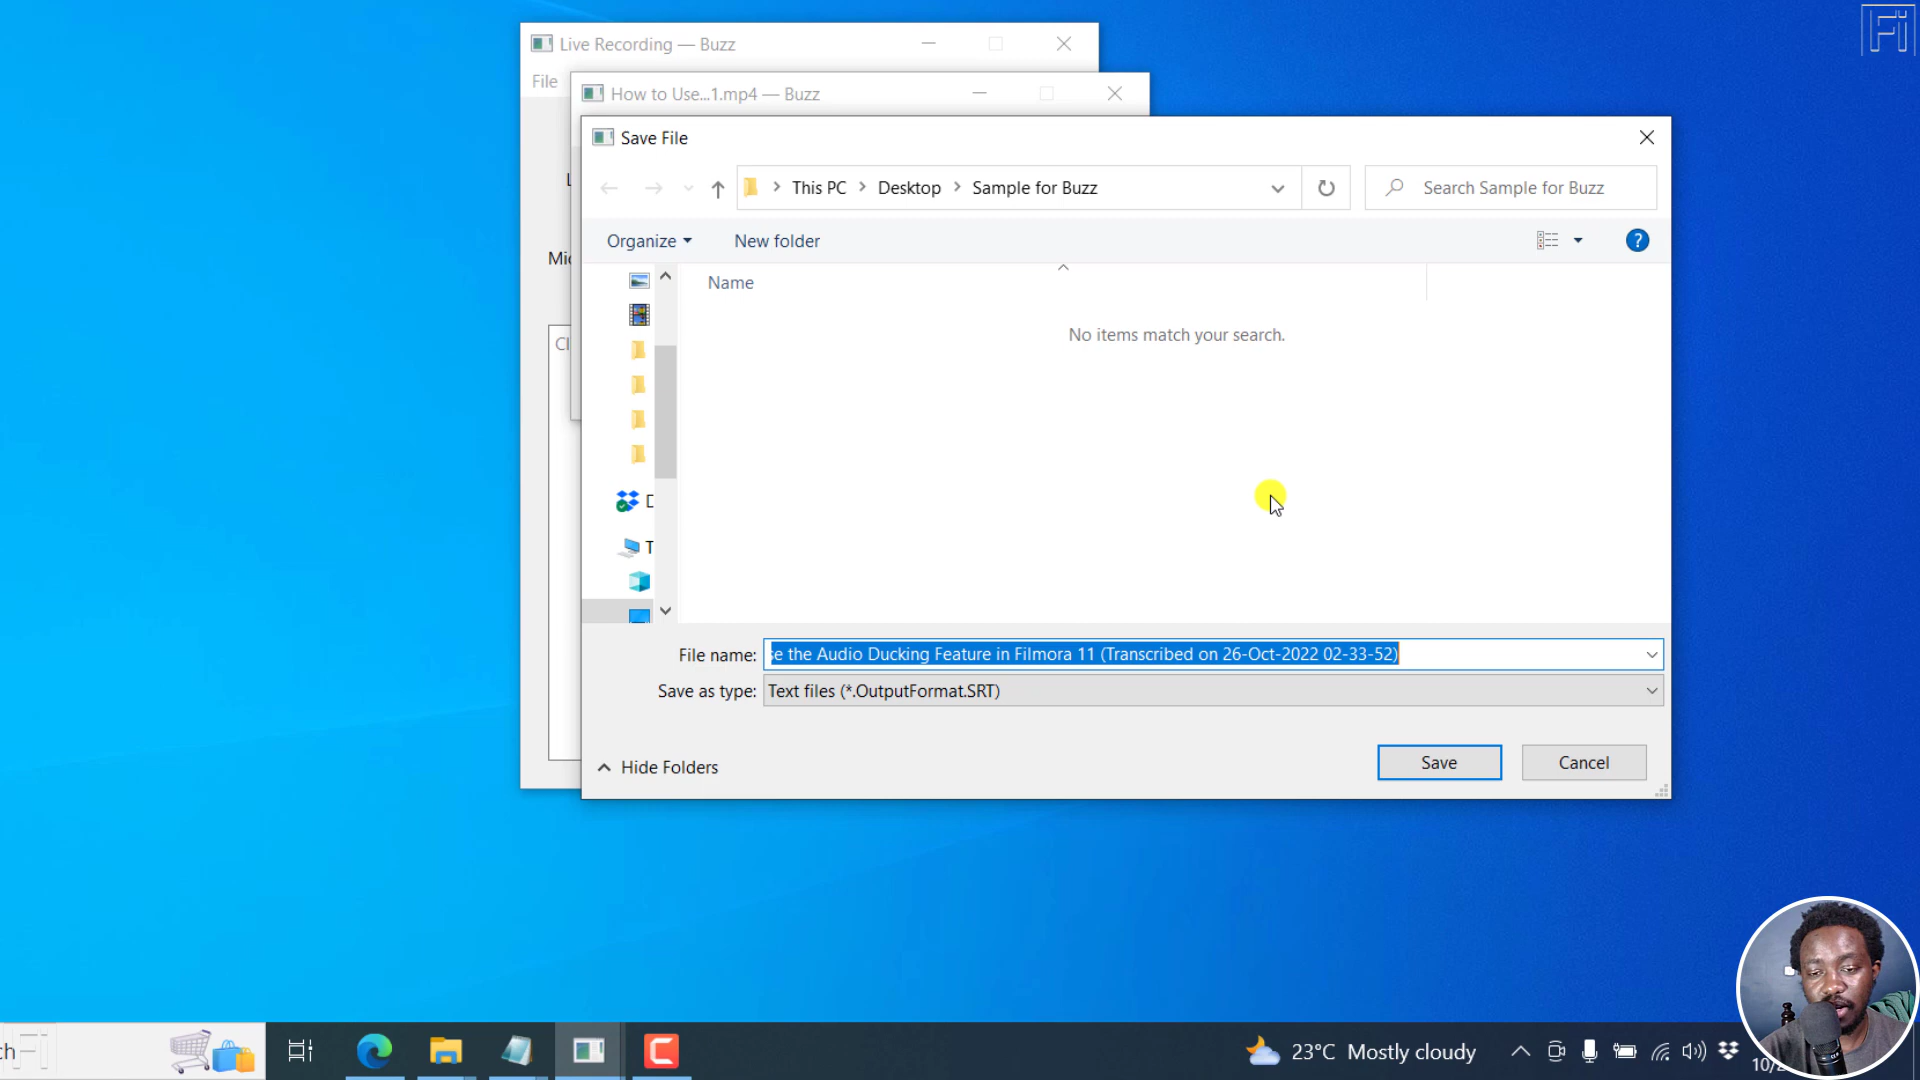 Fi
Live Recording — Buzz
File
How to Use...1.mp4 — Buzz
Save File
This PC > Desktop > Sample for Buzz
Search Sample for Buzz
Organize
New folder
?
Name
No items match your search.
File name:
se the Audio Ducking Feature in Filmora 11 (Transcribed on 26-Oct-2022 02-33-52)
Save as type:
Text files (*.OutputFormat.SRT)
Hide Folders
Save
Cancel
23°C Mostly cloudy